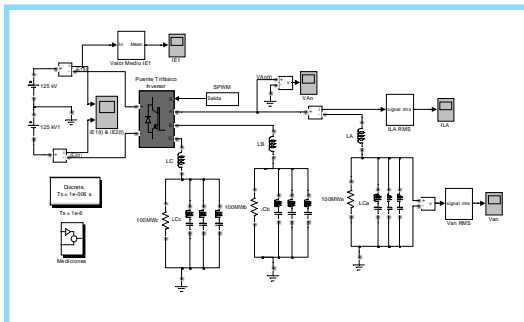 In Mean
Valor Medio IE1
IE1
125 kV
125 kV1
iE1(t) & iE2(t)
Puente Trifásico
Inversor
SPWM
Salida
g
A
B
C
VAn(t)
VAn
signal rms
ILA RMS
ILA
LA
LB
LC
100MWc
LCc
100MWb
LCb
100MWa
LCa
signal rms
Van RMS
Van
Discrete,
Ts = 1e-006 s.
Ts = 1e-6
Mediciones